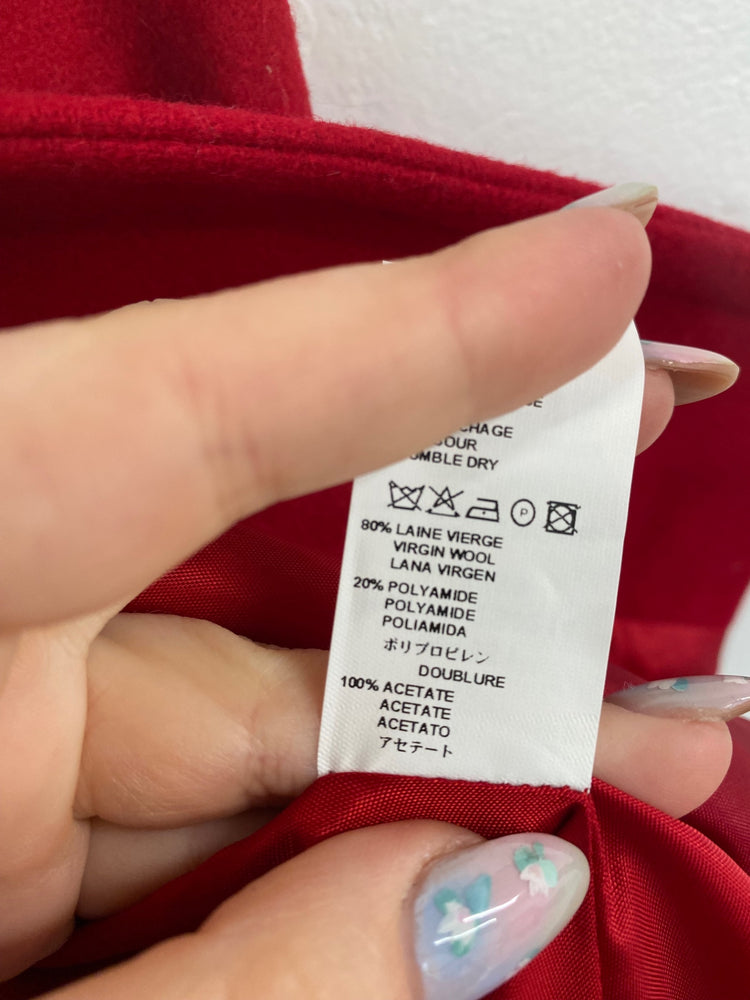 CHAGE
OUR
MBLE DRY
P
80% LAINE VIERGE
VIRGIN WOOL
LANA VIRGEN
20% POLYAMIDE
POLYAMIDE
POLIAMIDA
ポリプロピレン
DOUBLURE
100% ACETATE
ACETATE
ACETATO
アセテート